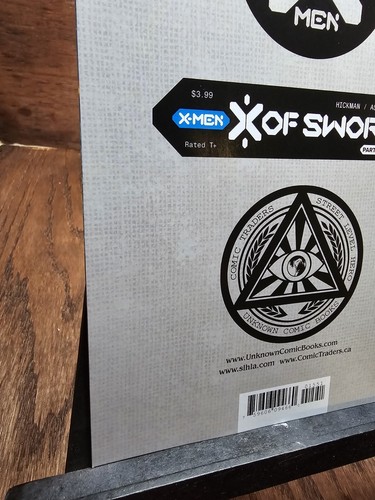 MEN
$3.99
HICKMAN /
X-MEN
X OF SWOR
Rated T+
PART
COMIC TRADERS
STREET LEVEL HERO
UNKNOWN COMIC BOOKS
www.UnknownComicBooks.com
www.slhla.com www.ComicTraders.ca